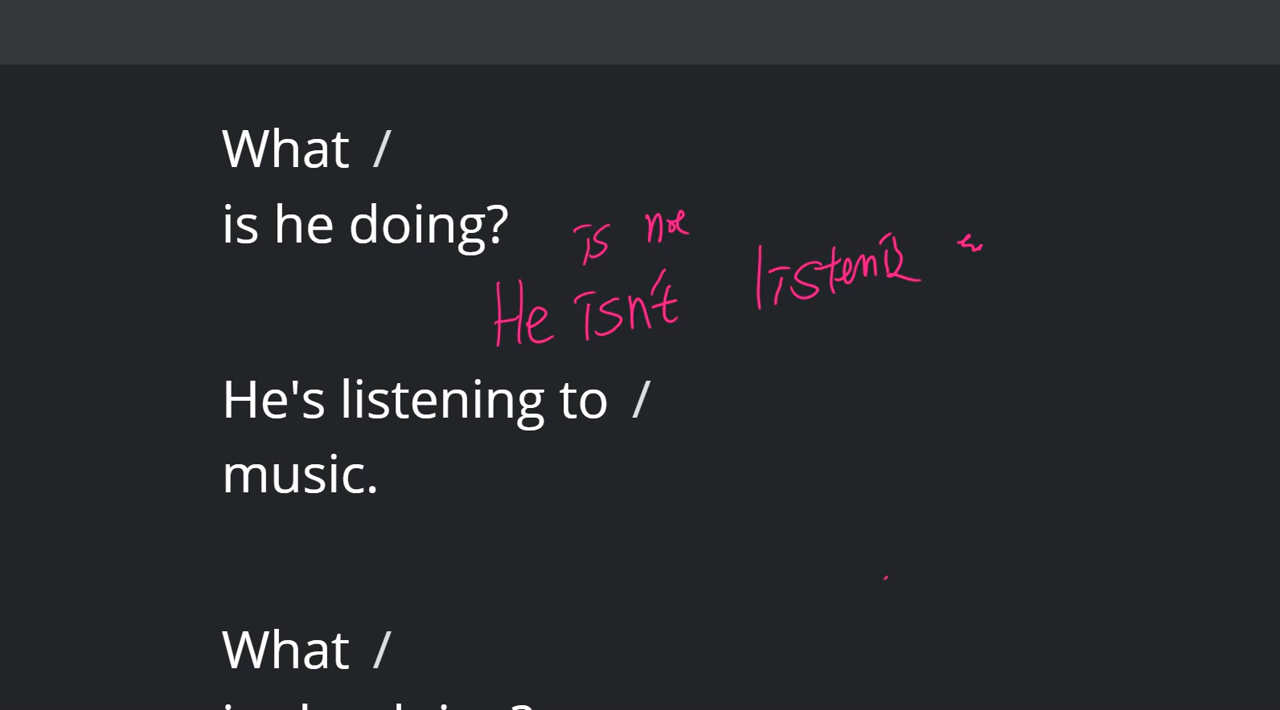 What /
is he doing?
is not
He isn't
He's listening to /
music.
What /